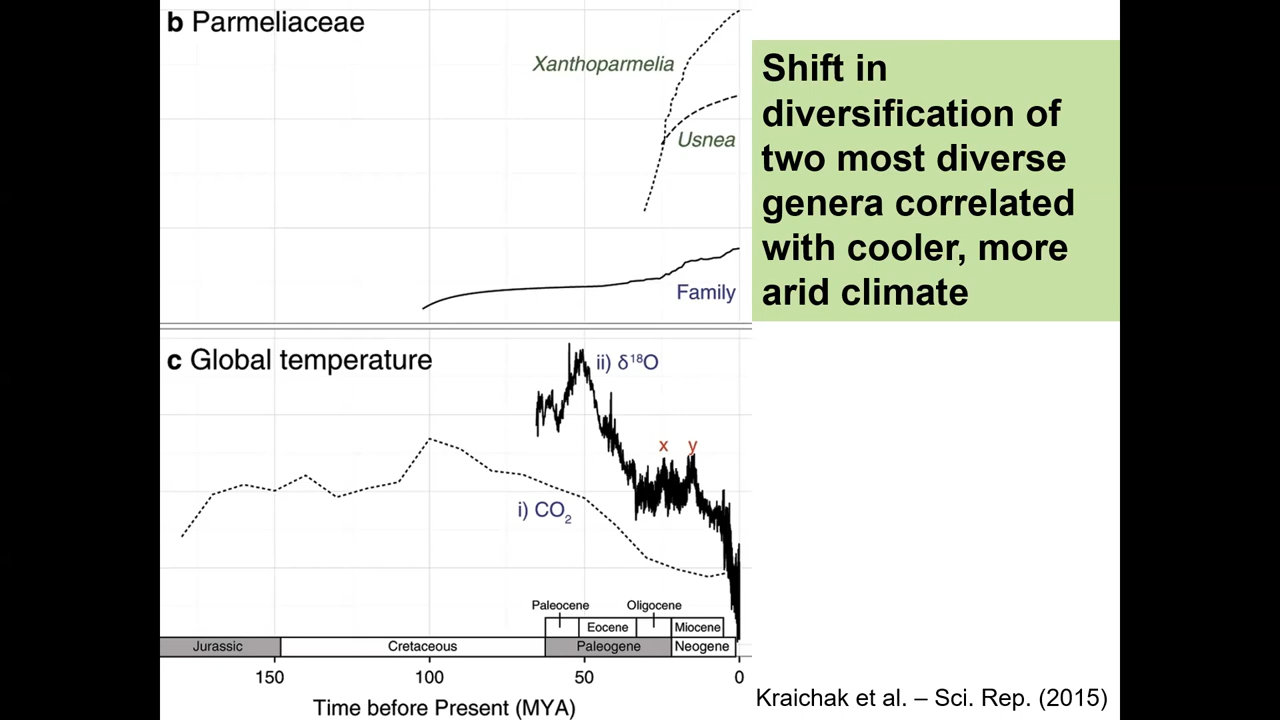 b Parmeliaceae
Xanthoparmelia
Usnea
Family
Shift in
diversification of
two most diverse
genera correlated
with cooler, more
arid climate
c Global temperature
ii) δ¹⁸O
x y
i) CO₂
Paleocene Oligocene
Eocene Miocene
Jurassic Cretaceous Paleogene Neogene
150 100 50 0
Time before Present (MYA)
Kraichak et al. – Sci. Rep. (2015)